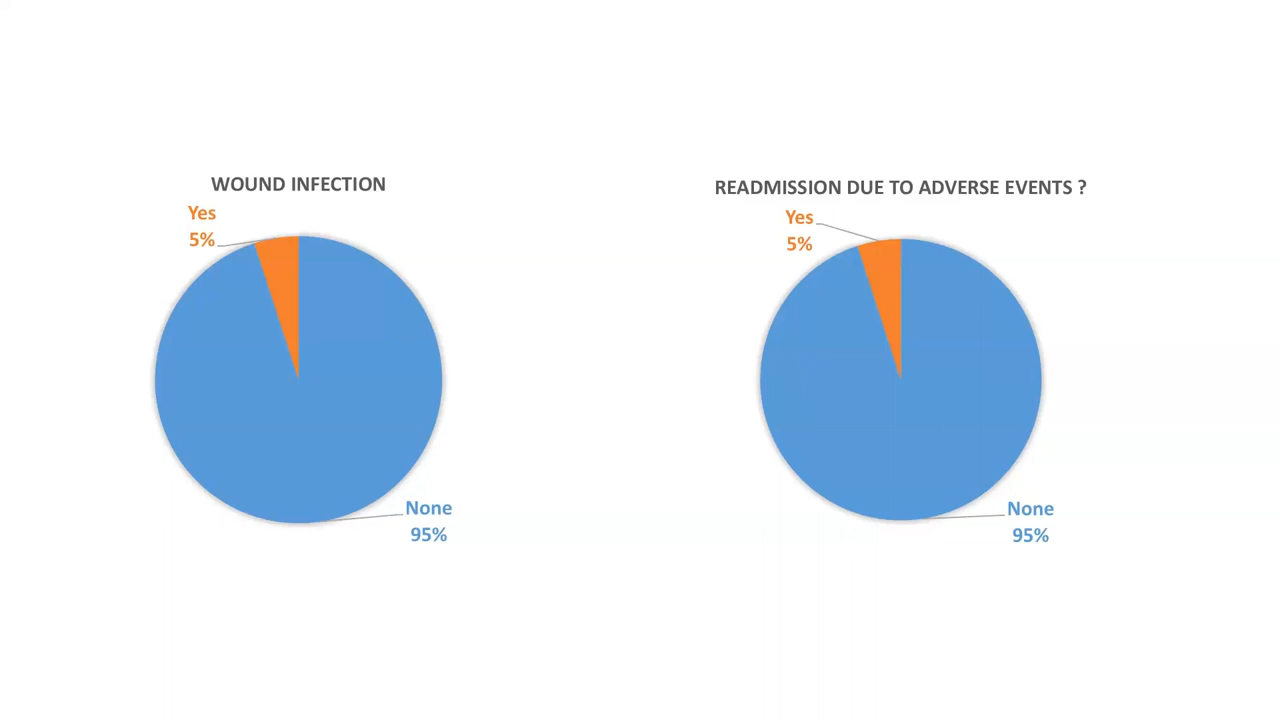 WOUND INFECTION
Yes
5%
None
95%
READMISSION DUE TO ADVERSE EVENTS ?
Yes
5%
None
95%